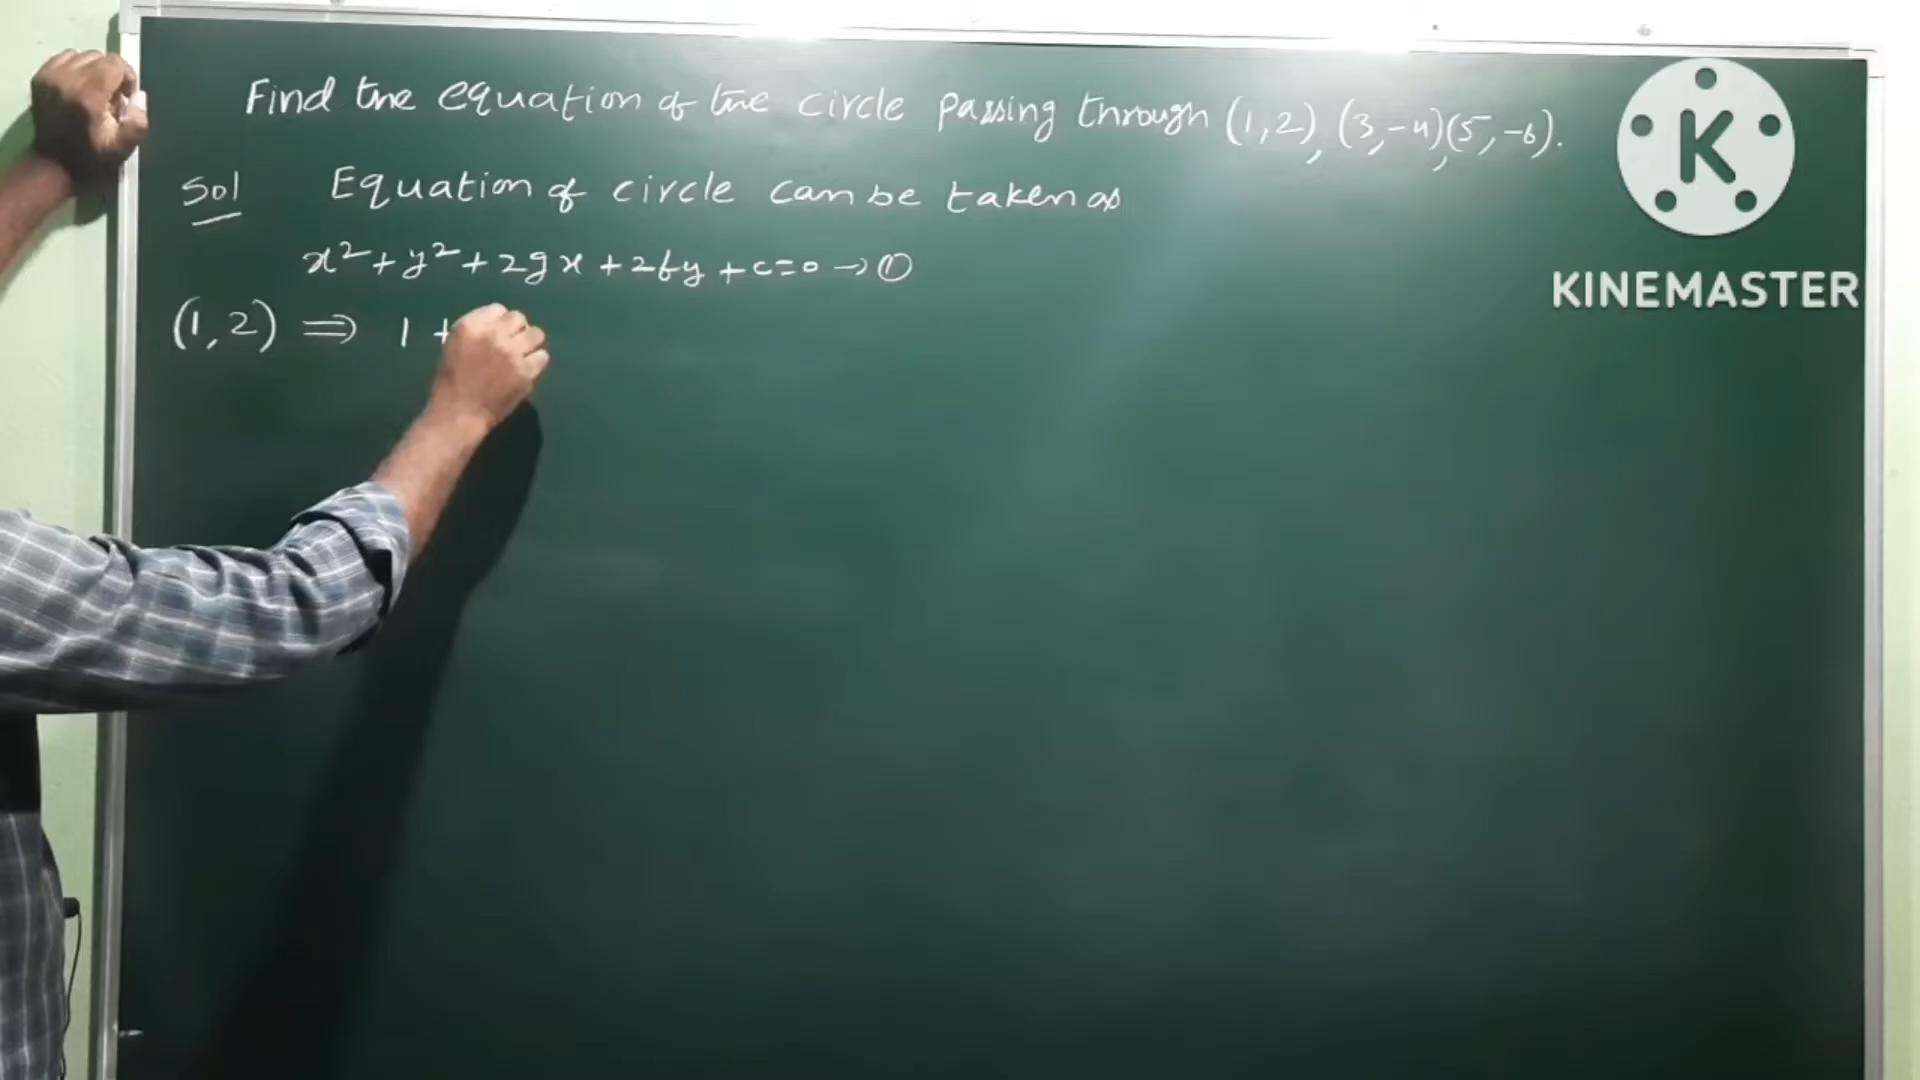 Find the equation of the circle passing through (1,2), (3,-4), (5,-6).
Sol Equation of circle can be taken as
x²+y²+2gx+2fy+c=0→①
(1,2) ⇒ 1+
K
KINEMASTER